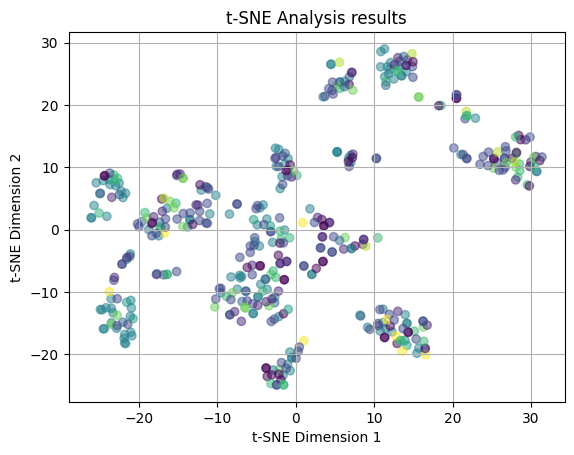 t-SNE Analysis results
30
20
10
0
−10
−20
t-SNE Dimension 2
−20 −10 0 10 20 30
t-SNE Dimension 1